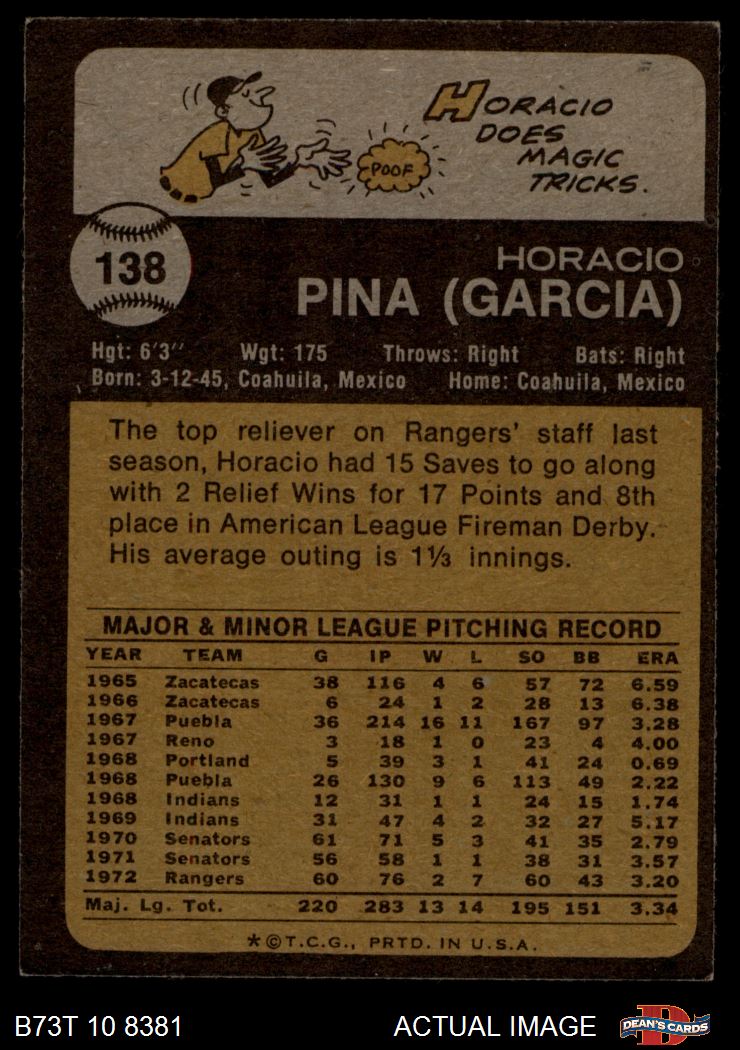 HORACIO
DOES
MAGIC
TRICKS.
POOF
138
HORACIO
PINA (GARCIA)
Hgt: 6'3" Wgt: 175 Throws: Right Bats: Right
Born: 3-12-45, Coahuila, Mexico Home: Coahuila, Mexico
The top reliever on Rangers' staff last
season, Horacio had 15 Saves to go along
with 2 Relief Wins for 17 Points and 8th
place in American League Fireman Derby.
His average outing is 1⅓ innings.
MAJOR & MINOR LEAGUE PITCHING RECORD
YEAR TEAM G IP W L SO BB ERA
1965 Zacatecas 38 116 4 6 57 72 6.59
1966 Zacatecas 6 24 1 2 28 13 6.38
1967 Puebla 36 214 16 11 167 97 3.28
1967 Reno 3 18 1 0 23 4 4.00
1968 Portland 5 39 3 1 41 24 0.69
1968 Puebla 26 130 9 6 113 49 2.22
1968 Indians 12 31 1 1 24 15 1.74
1969 Indians 31 47 4 2 32 27 5.17
1970 Senators 61 71 5 3 41 35 2.79
1971 Senators 56 58 1 1 38 31 3.57
1972 Rangers 60 76 2 7 60 43 3.20
Maj. Lg. Tot. 220 283 13 14 195 151 3.34
*©T.C.G., PRTD. IN U.S.A.
B73T 10 8381 ACTUAL IMAGE D DEAN'S CARDS